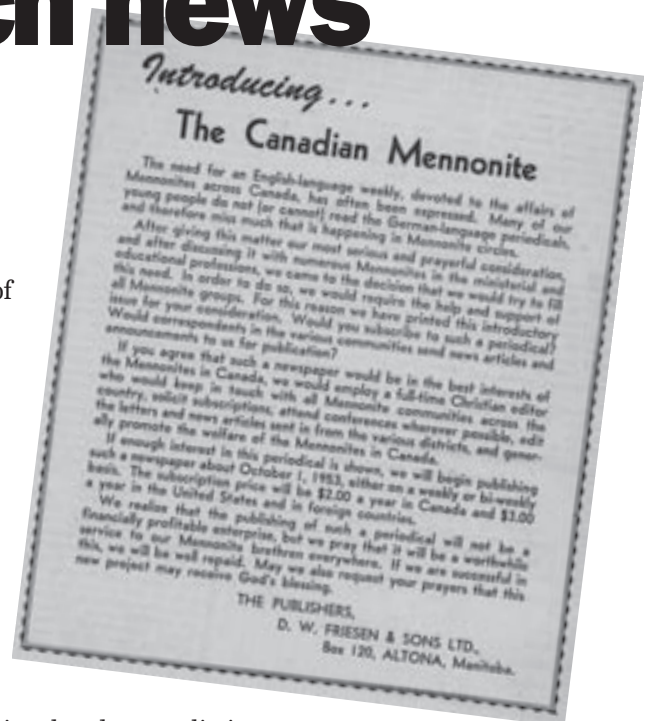 ch news
Introducing...
The Canadian Mennonite
The need for an English-language weekly, devoted to the affairs of
Mennonites across Canada, has often been expressed. Many of our
young people do not (or cannot) read the German-language periodicals,
and therefore miss much that is happening in Mennonite circles.
After giving this matter our most serious and prayerful consideration,
and after discussing it with numerous Mennonites in the ministerial and
educational professions, we came to the decision that we would try to fill
this need. In order to do so, we would require the help and support of
all Mennonite groups. For this reason we have printed this introductory
issue for your consideration. Would you subscribe to such a periodical?
Would correspondents in the various communities send news articles and
announcements to us for publication?
If you agree that such a newspaper would be in the best interests of
the Mennonites in Canada, we would employ a full-time Christian editor
who would keep in touch with all Mennonite communities across the
country, solicit subscriptions, attend conferences wherever possible, edit
the letters and news articles sent in from the various districts, and gener-
ally promote the welfare of the Mennonites in Canada.
If enough interest in this periodical is shown, we will begin publishing
such a newspaper about October 1, 1953, either on a weekly or bi-weekly
basis. The subscription price will be $2.00 a year in Canada and $3.00
a year in the United States and in foreign countries.
We realize that the publishing of such a periodical will not be a
financially profitable enterprise, but we pray that it will be a worthwhile
service to our Mennonite brethren everywhere. If we are successful in
this, we will be well repaid. May we also request your prayers that this
new project may receive God's blessing.
THE PUBLISHERS,
D. W. FRIESEN & SONS LTD.,
Box 120, ALTONA, Manitoba.
of